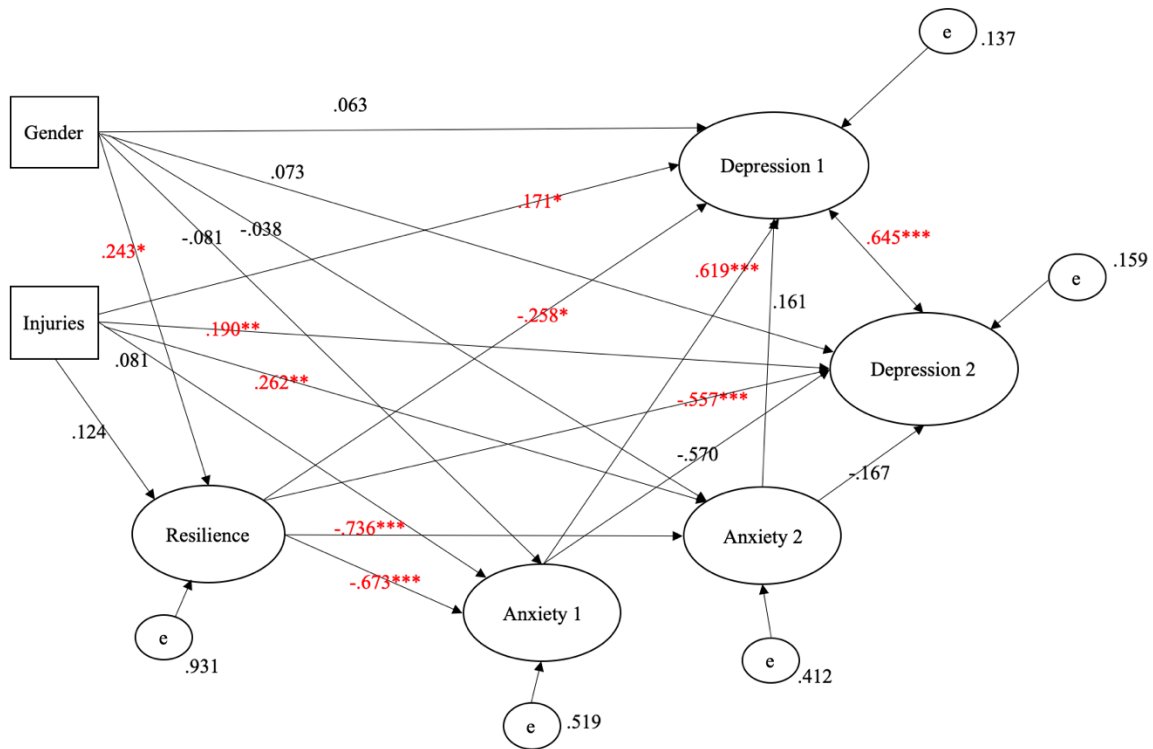 e
.137
.063
Gender
Depression 1
.073
.171*
-.081
-.038
.243*
.645***
.619***
.159
e
.161
Injuries
-.258*
.190**
.081
Depression 2
.262**
-.557***
.124
-.570
-.167
Resilience
-.736***
Anxiety 2
-.673***
Anxiety 1
e
.931
e
.412
e
.519